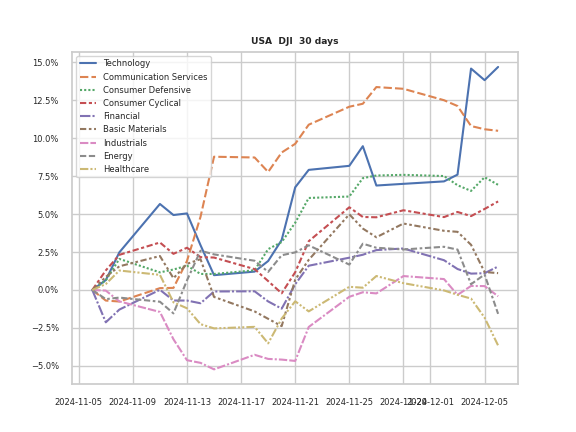 USA DJI 30 days
15.0%
12.5%
10.0%
7.5%
5.0%
2.5%
0.0%
−2.5%
−5.0%
Technology
Communication Services
Consumer Defensive
Consumer Cyclical
Financial
Basic Materials
Industrials
Energy
Healthcare
2024-11-05 2024-11-09 2024-11-13 2024-11-17 2024-11-21 2024-11-25 2024-11-29 2024-12-01 2024-12-05